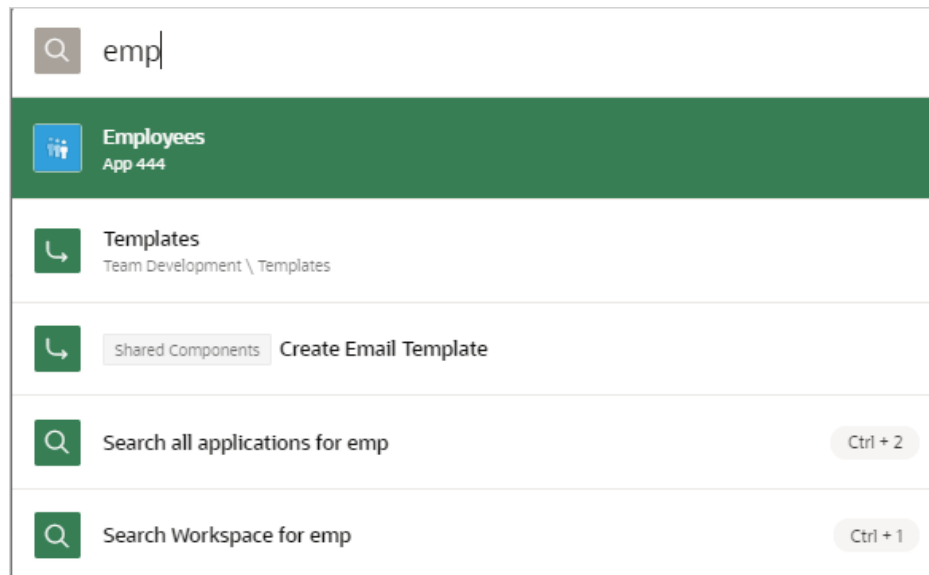 emp
Employees
App 444
Templates
Team Development \ Templates
Shared Components Create Email Template
Search all applications for emp Ctrl + 2
Search Workspace for emp Ctrl + 1